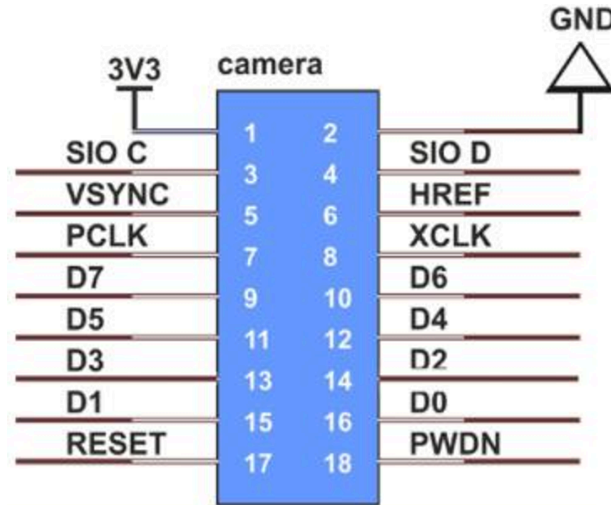 GND
3V3 camera
1 2
SIO C SIO D
3 4
VSYNC HREF
5 6
PCLK XCLK
7 8
D7 D6
9 10
D5 D4
11 12
D3 D2
13 14
D1 D0
15 16
RESET PWDN
17 18